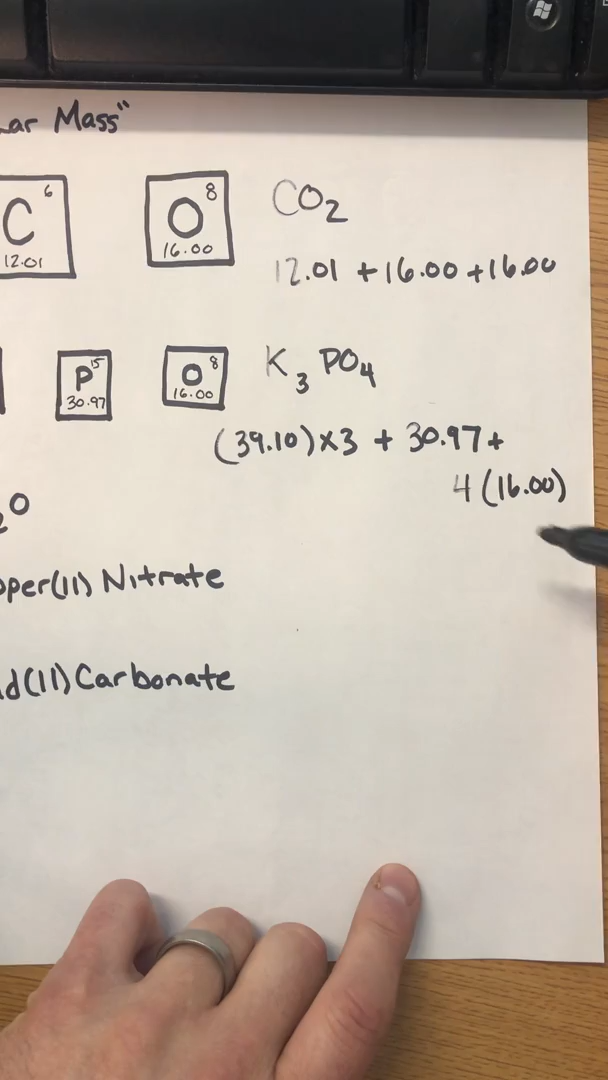 Mass"
C 6 12.01
O 8 16.00
CO2
12.01 + 16.00 + 16.00
P 15 30.97
O 8 16.00
K3PO4
(39.10)x3 + 30.97 +
4(16.00)
2O
per(II) Nitrate
d(II) Carbonate